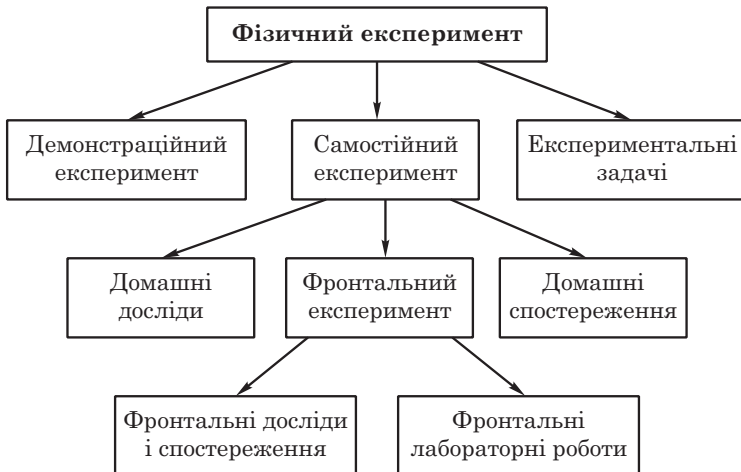 Фізичний експеримент
Демонстраційний
експеримент
Самостійний
експеримент
Експериментальні
задачі
Домашні
досліди
Фронтальний
експеримент
Домашні
спостереження
Фронтальні досліди
і спостереження
Фронтальні
лабораторні роботи